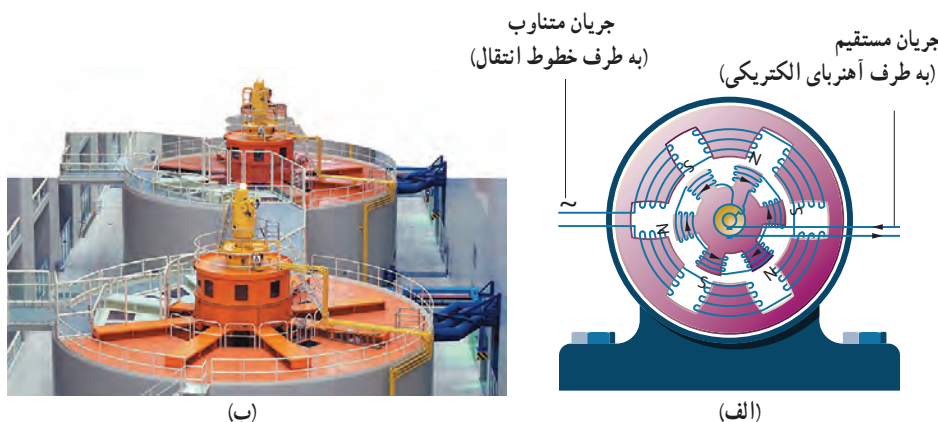 جریان متناوب
(به طرف خطوط انتقال)
جریان مستقیم
(به طرف آهنربای الکتریکی)
~
S
N
N
S
S
N
(ب)
(الف)